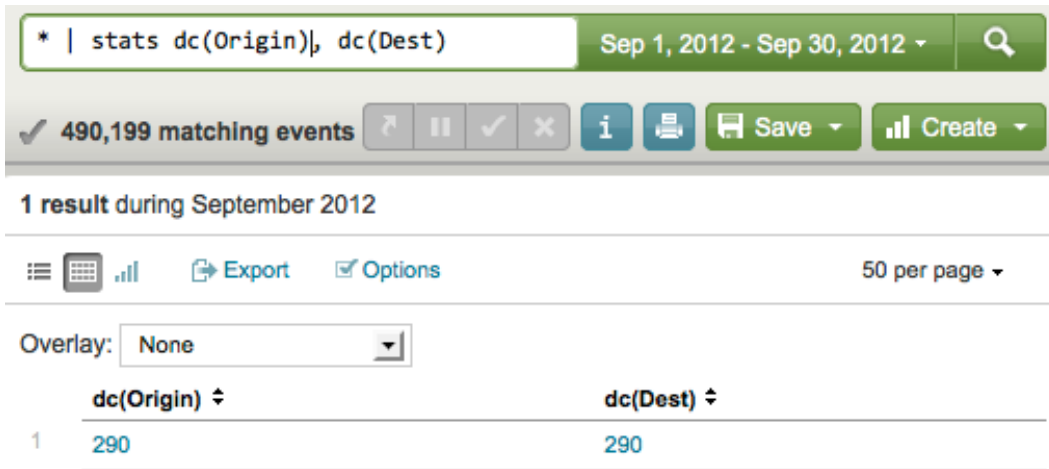 * | stats dc(Origin), dc(Dest) Sep 1, 2012 - Sep 30, 2012
490,199 matching events i Save Create
1 result during September 2012
Export Options 50 per page
Overlay: None
dc(Origin) dc(Dest)
1 290 290